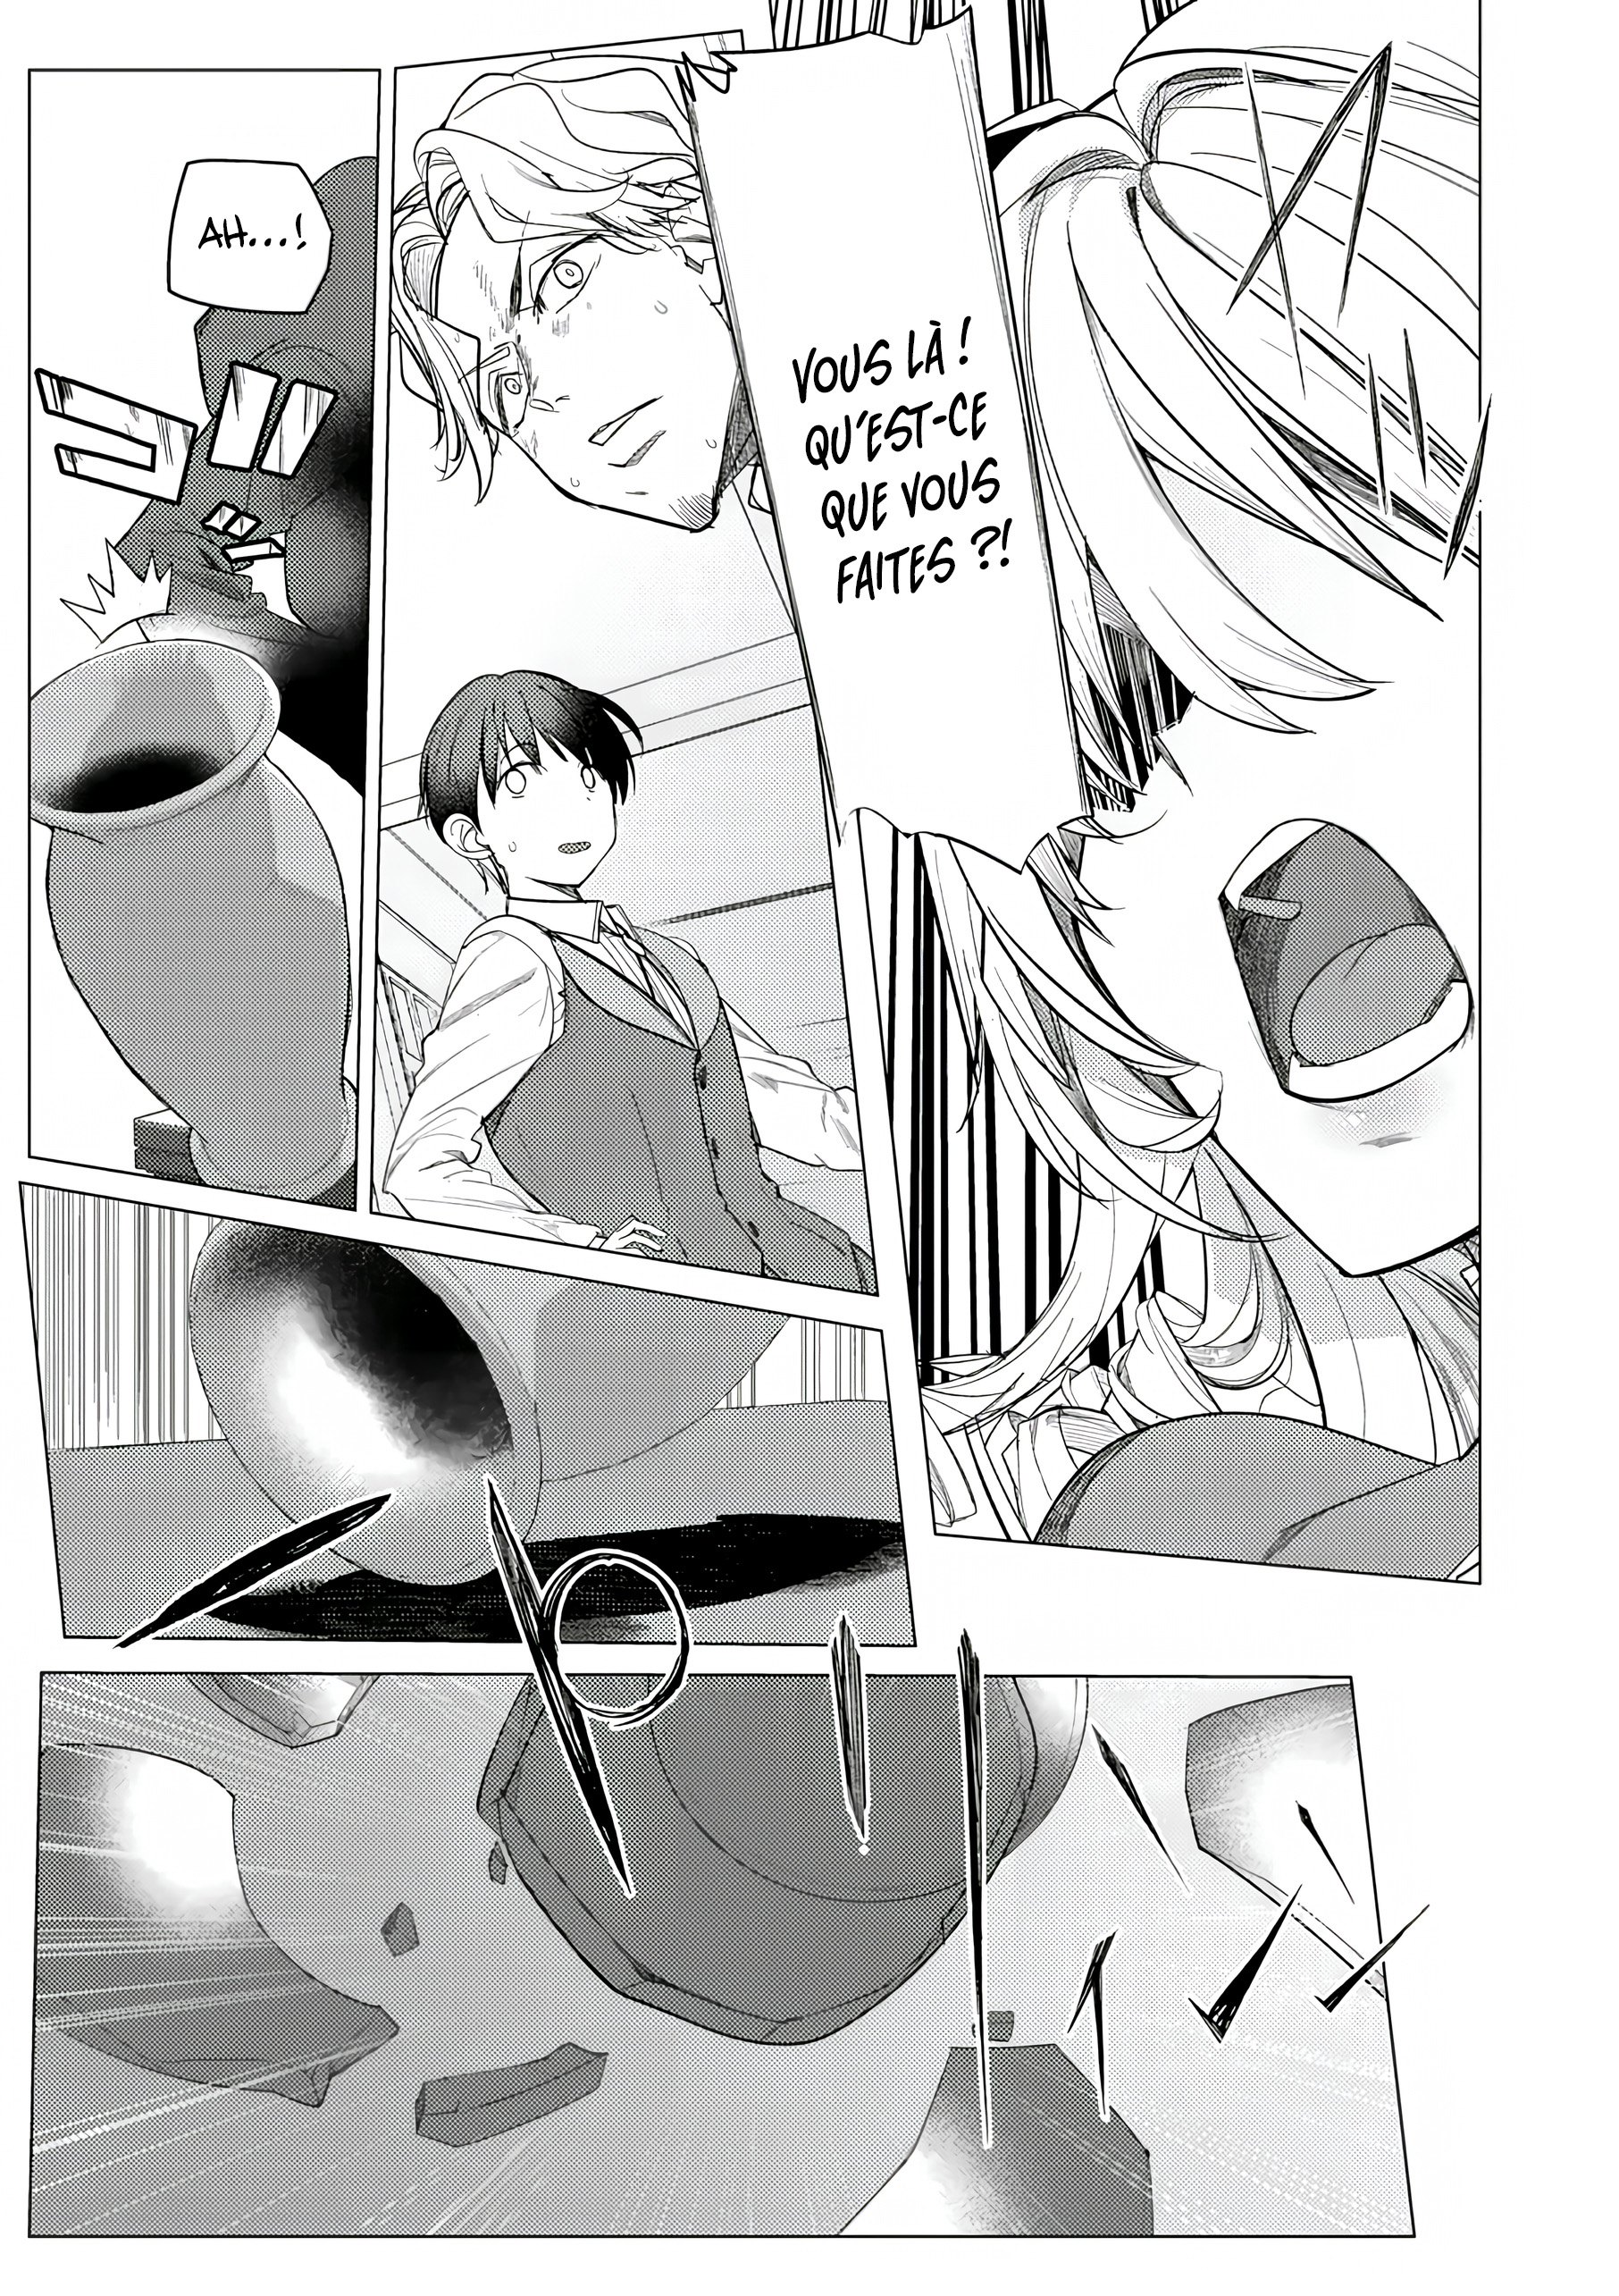 VOUS LÀ !
QU'EST-CE
QUE VOUS
FAITES ?!
AH...!